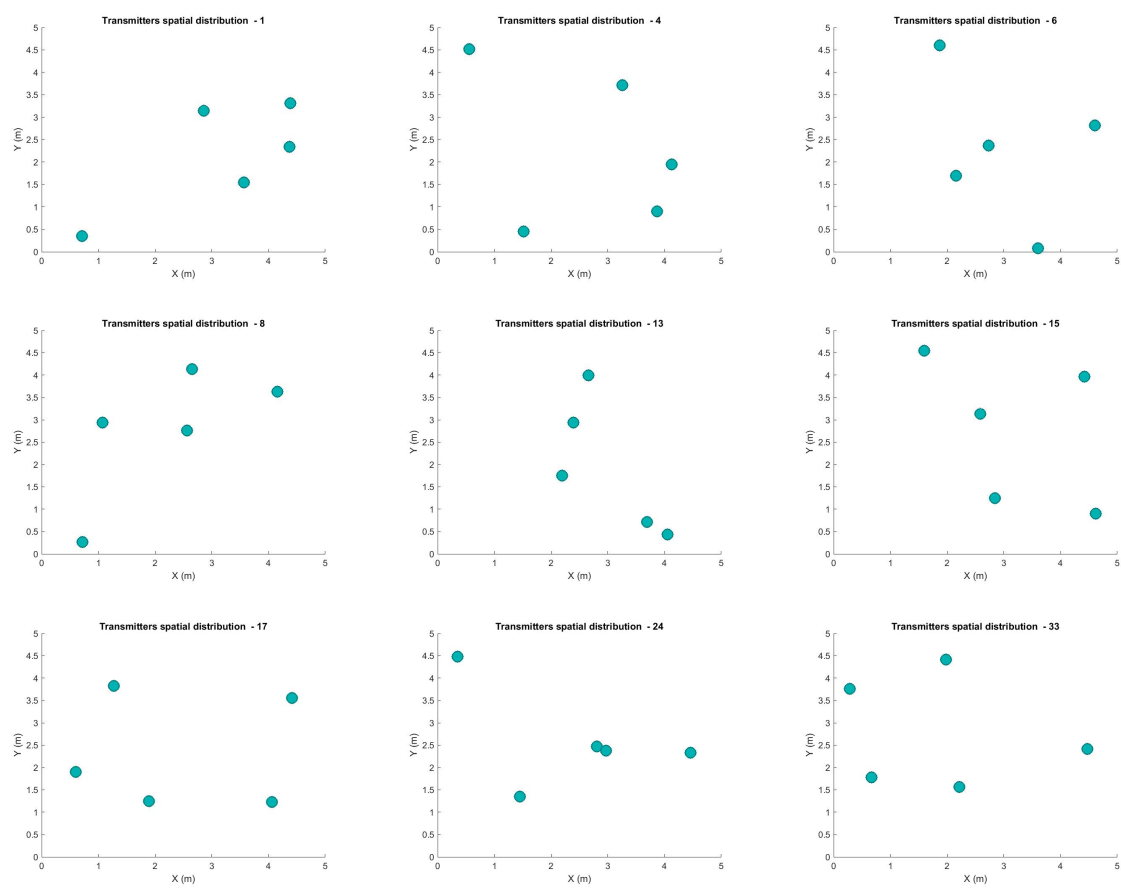 Transmitters spatial distribution - 1
5
4.5
4
3.5
3
2.5
2
1.5
1
0.5
0
Y (m)
0 1 2 3 4 5
X (m)
Transmitters spatial distribution - 4
5
4.5
4
3.5
3
2.5
2
1.5
1
0.5
0
Y (m)
0 1 2 3 4 5
X (m)
Transmitters spatial distribution - 6
5
4.5
4
3.5
3
2.5
2
1.5
1
0.5
0
Y (m)
0 1 2 3 4 5
X (m)
Transmitters spatial distribution - 8
5
4.5
4
3.5
3
2.5
2
1.5
1
0.5
0
Y (m)
0 1 2 3 4 5
X (m)
Transmitters spatial distribution - 13
5
4.5
4
3.5
3
2.5
2
1.5
1
0.5
0
Y (m)
0 1 2 3 4 5
X (m)
Transmitters spatial distribution - 15
5
4.5
4
3.5
3
2.5
2
1.5
1
0.5
0
Y (m)
0 1 2 3 4 5
X (m)
Transmitters spatial distribution - 17
5
4.5
4
3.5
3
2.5
2
1.5
1
0.5
0
Y (m)
0 1 2 3 4 5
X (m)
Transmitters spatial distribution - 24
5
4.5
4
3.5
3
2.5
2
1.5
1
0.5
0
Y (m)
0 1 2 3 4 5
X (m)
Transmitters spatial distribution - 33
5
4.5
4
3.5
3
2.5
2
1.5
1
0.5
0
Y (m)
0 1 2 3 4 5
X (m)